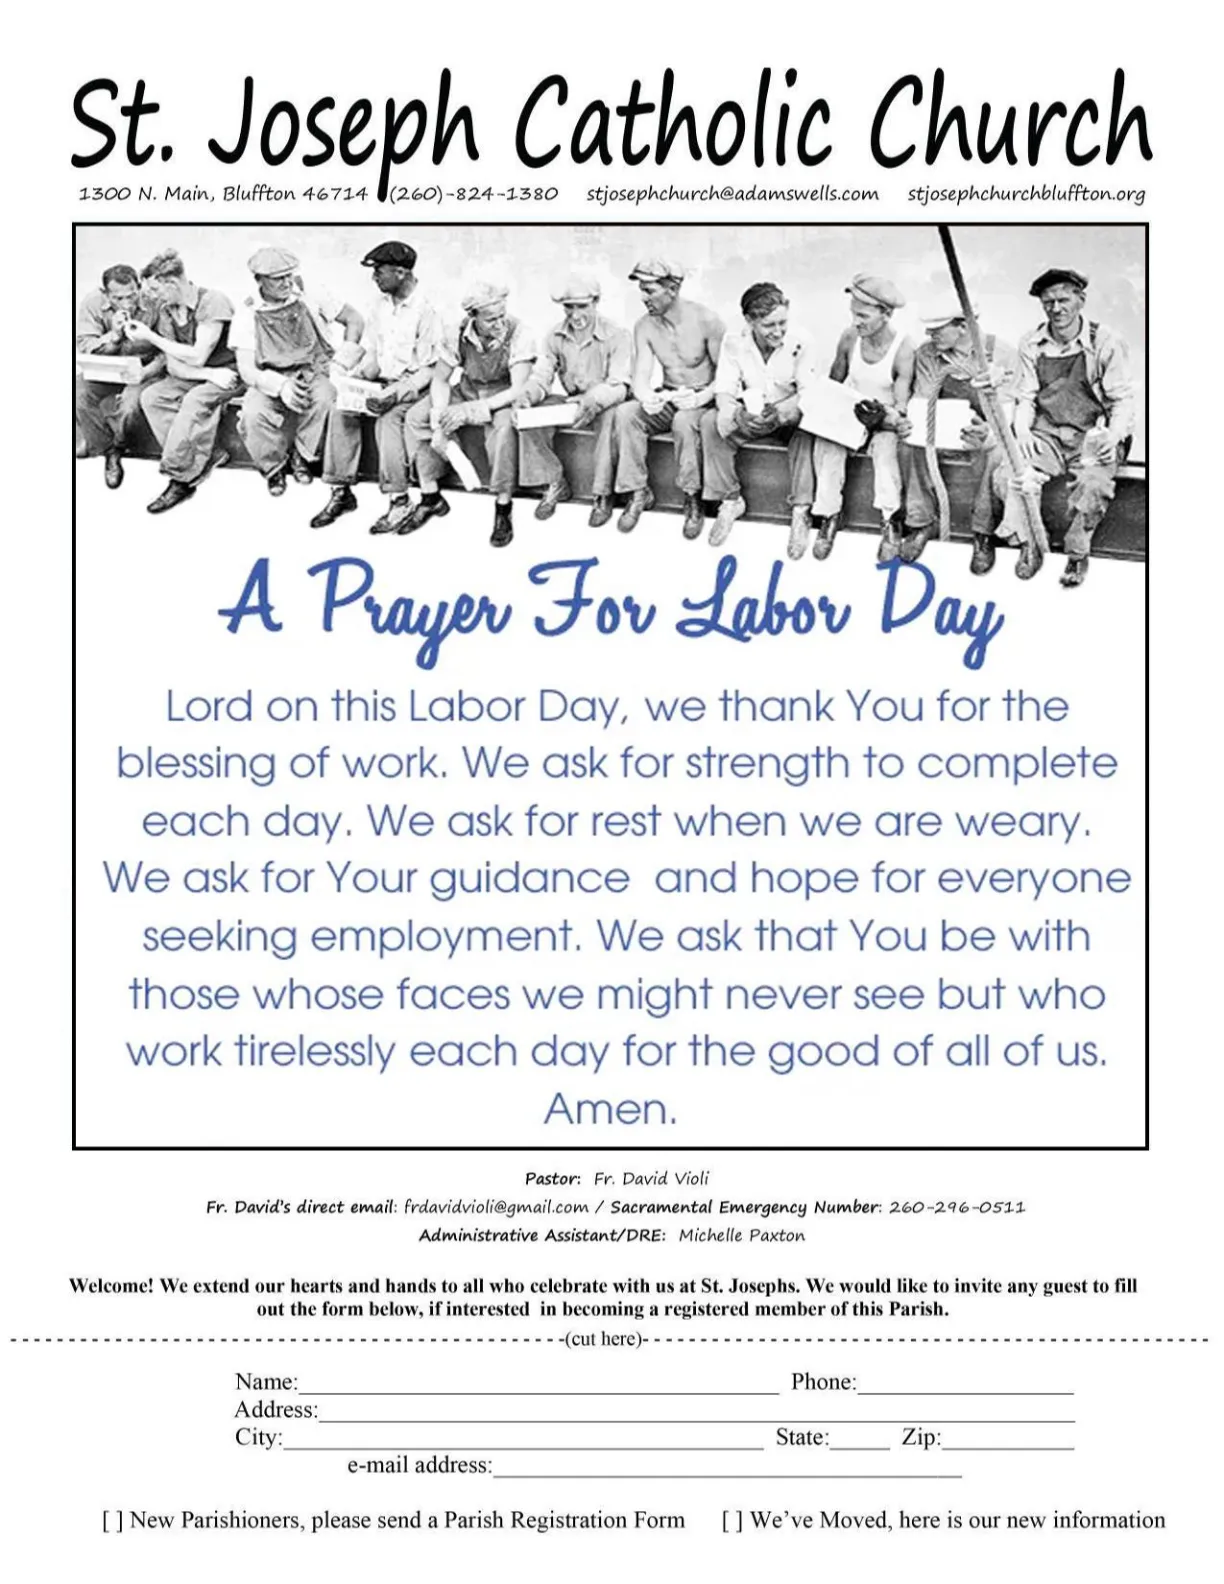 St. Joseph Catholic Church
1300 N. Main, Bluffton 46714 (260)-824-1380 stjosephchurch@adamswells.com stjosephchurchbluffton.org
A Prayer For Labor Day
Lord on this Labor Day, we thank You for the
blessing of work. We ask for strength to complete
each day. We ask for rest when we are weary.
We ask for Your guidance and hope for everyone
seeking employment. We ask that You be with
those whose faces we might never see but who
work tirelessly each day for the good of all of us.
Amen.
Pastor: Fr. David Violi
Fr. David's direct email: frdavidvioli@gmail.com / Sacramental Emergency Number: 260-296-0511
Administrative Assistant/DRE: Michelle Paxton
Welcome! We extend our hearts and hands to all who celebrate with us at St. Josephs. We would like to invite any guest to fill
out the form below, if interested in becoming a registered member of this Parish.
-(cut here)-
Name: Phone:
Address:
City: State: Zip:
e-mail address:
[ ] New Parishioners, please send a Parish Registration Form [ ] We've Moved, here is our new information